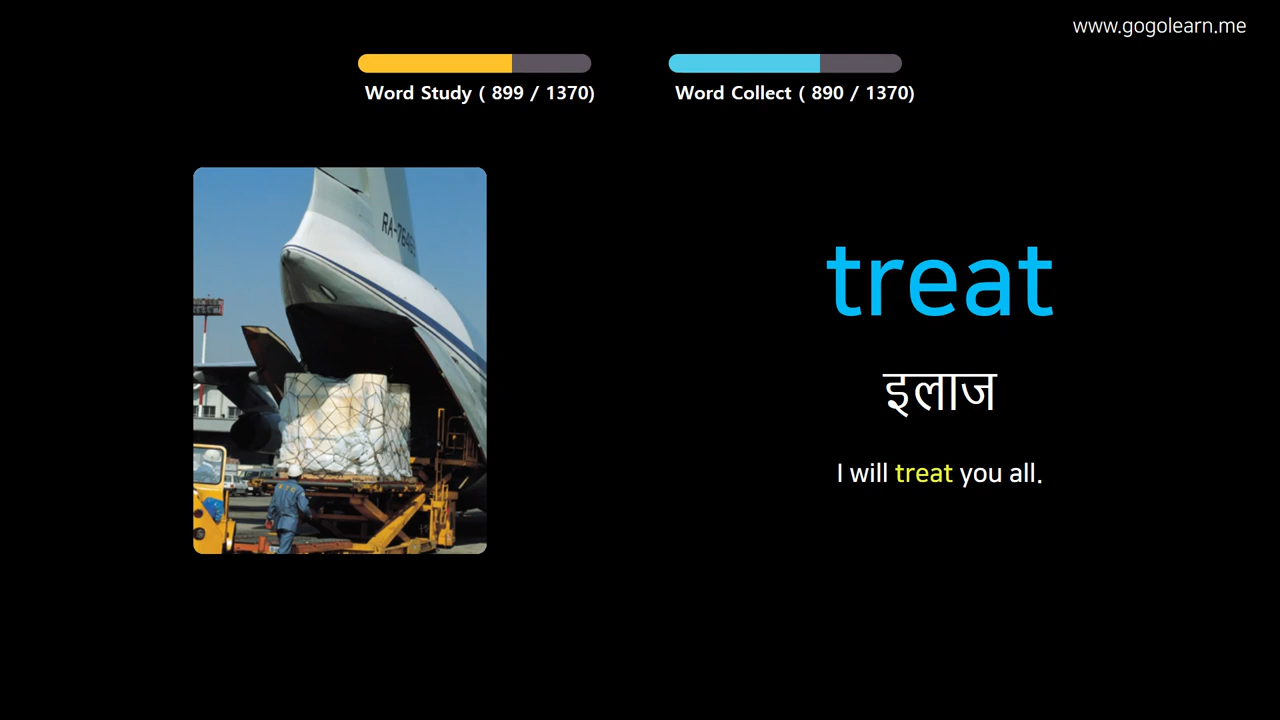 www.gogolearn.me
Word Study ( 899 / 1370)
Word Collect ( 890 / 1370)
treat
इलाज
I will treat you all.